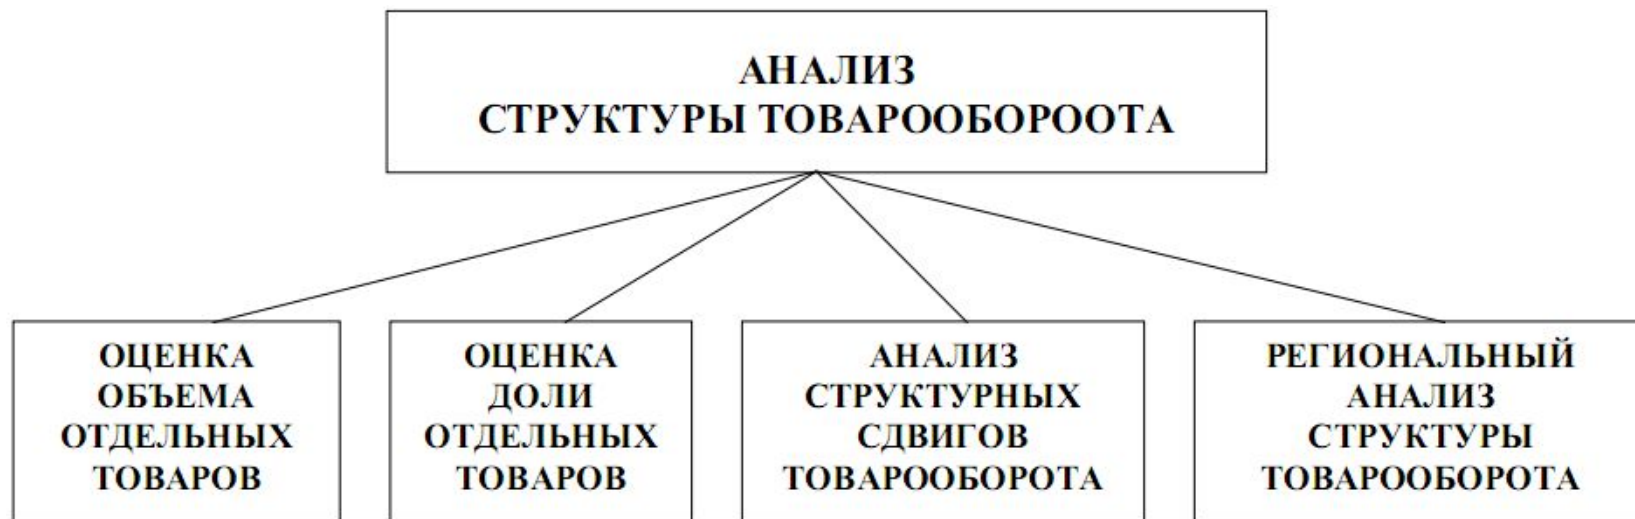 АНАЛИЗ
СТРУКТУРЫ ТОВАРООБОРООТА
ОЦЕНКА
ОБЪЕМА
ОТДЕЛЬНЫХ
ТОВАРОВ
ОЦЕНКА
ДОЛИ
ОТДЕЛЬНЫХ
ТОВАРОВ
АНАЛИЗ
СТРУКТУРНЫХ
СДВИГОВ
ТОВАРООБОРОТА
РЕГИОНАЛЬНЫЙ
АНАЛИЗ
СТРУКТУРЫ
ТОВАРООБОРОТА